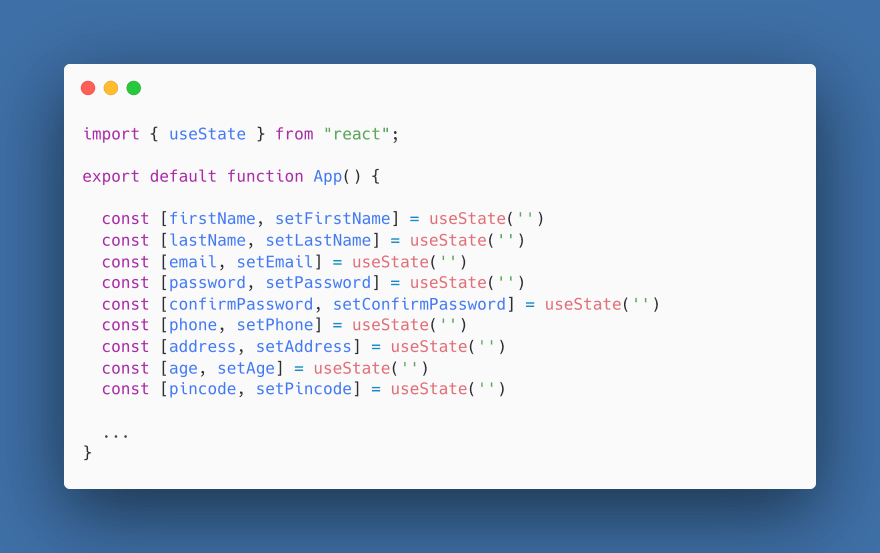 import { useState } from "react";
export default function App() {
const [firstName, setFirstName] = useState('')
const [lastName, setLastName] = useState('')
const [email, setEmail] = useState('')
const [password, setPassword] = useState('')
const [confirmPassword, setConfirmPassword] = useState('')
const [phone, setPhone] = useState('')
const [address, setAddress] = useState('')
const [age, setAge] = useState('')
const [pincode, setPincode] = useState('')
...
}